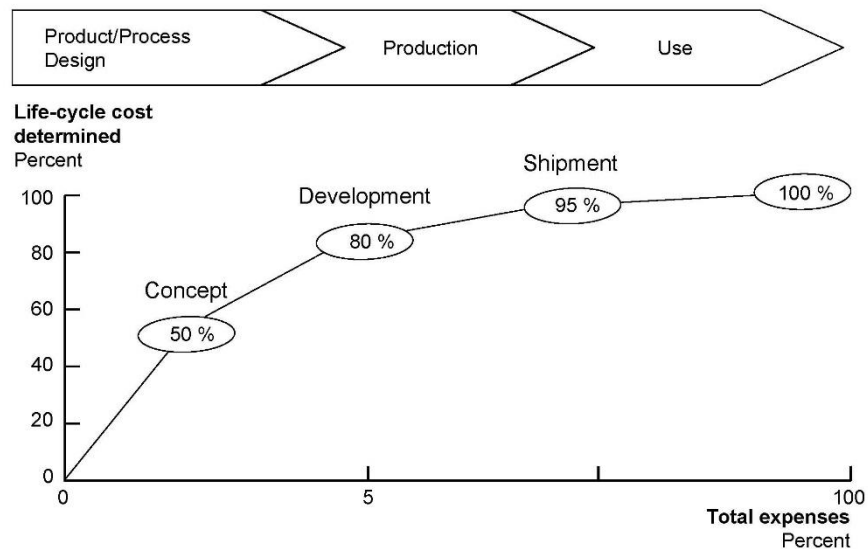 Product/Process
Design
Production
Use
Life-cycle cost
determined
Percent
Shipment
100
100 %
Development
95 %
80
80 %
Concept
60
50 %
40
20
0
0
5
100
Total expenses
Percent